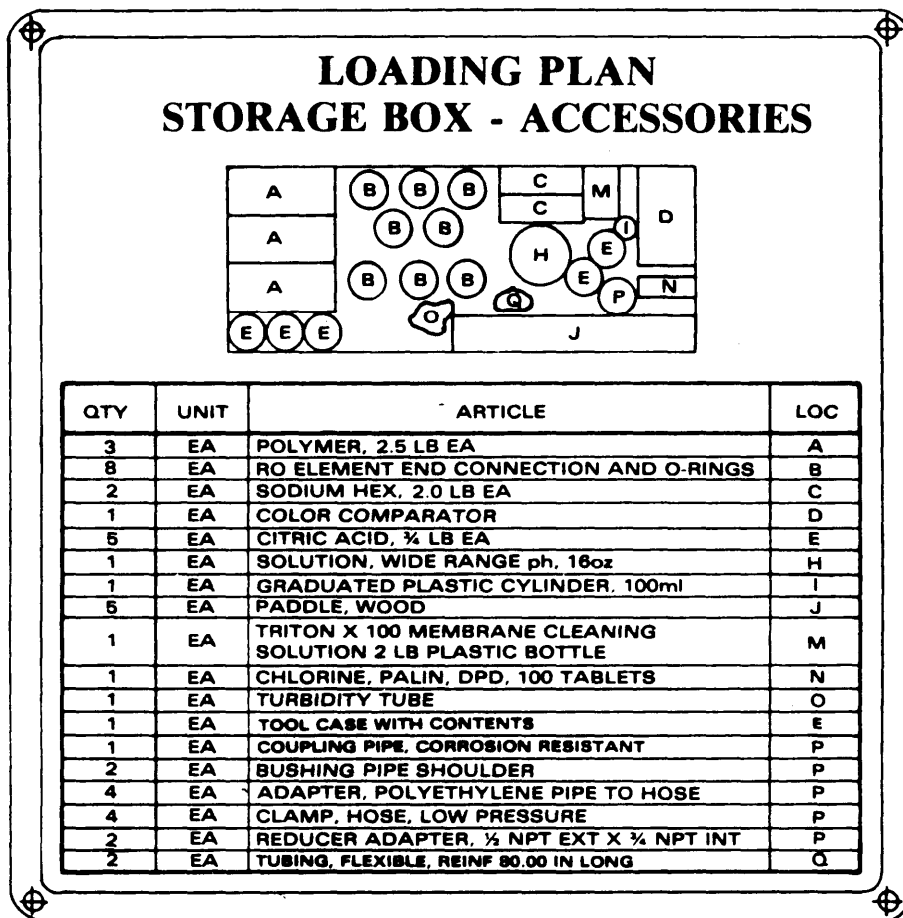 LOADING PLAN
STORAGE BOX - ACCESSORIES
A B B B C M D
C
A B B I
H E
A B B B E N
Q P
E E E O J
QTY UNIT ARTICLE LOC
3 EA POLYMER, 2.5 LB EA A
8 EA RO ELEMENT END CONNECTION AND O-RINGS B
2 EA SODIUM HEX, 2.0 LB EA C
1 EA COLOR COMPARATOR D
5 EA CITRIC ACID, ¾ LB EA E
1 EA SOLUTION, WIDE RANGE ph, 16oz H
1 EA GRADUATED PLASTIC CYLINDER, 100ml I
5 EA PADDLE, WOOD J
1 EA TRITON X 100 MEMBRANE CLEANING
SOLUTION 2 LB PLASTIC BOTTLE M
1 EA CHLORINE, PALIN, DPD, 100 TABLETS N
1 EA TURBIDITY TUBE O
1 EA TOOL CASE WITH CONTENTS E
1 EA COUPLING PIPE, CORROSION RESISTANT P
2 EA BUSHING PIPE SHOULDER P
4 EA ADAPTER, POLYETHYLENE PIPE TO HOSE P
4 EA CLAMP, HOSE, LOW PRESSURE P
2 EA REDUCER ADAPTER, ½ NPT EXT X ¾ NPT INT P
2 EA TUBING, FLEXIBLE, REINF 80.00 IN LONG Q